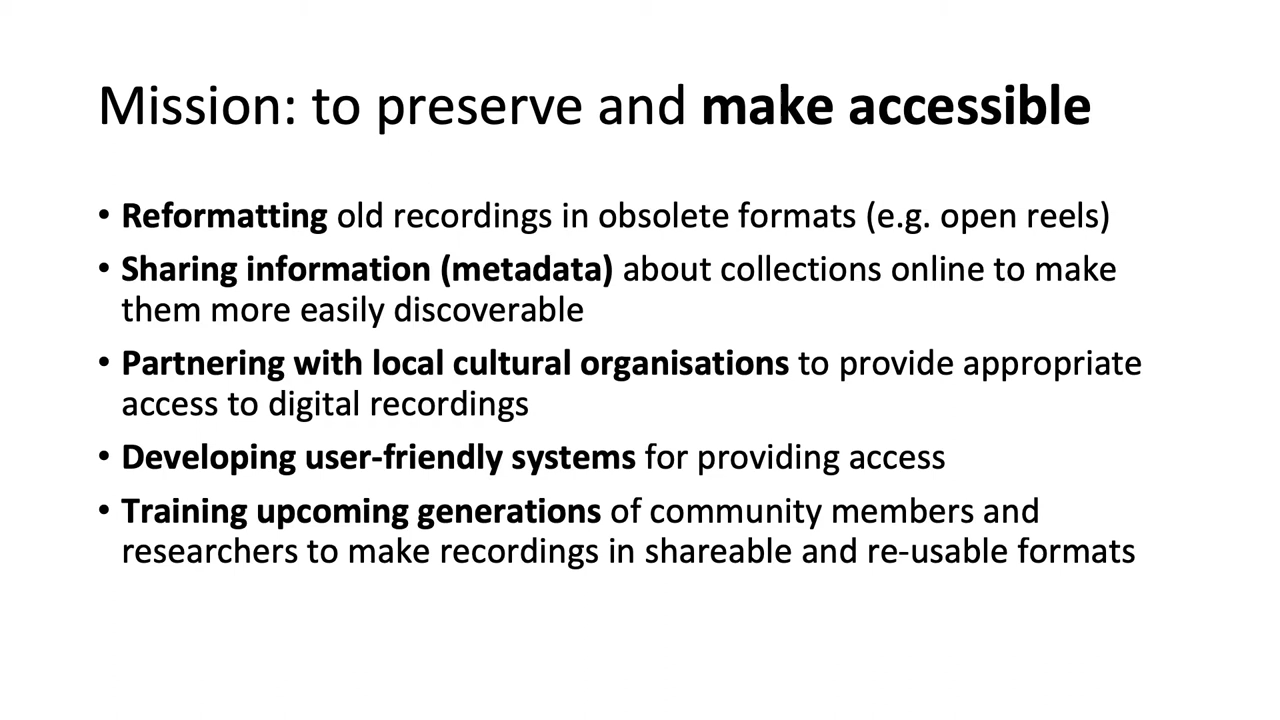 Mission: to preserve and make accessible
• Reformatting old recordings in obsolete formats (e.g. open reels)
• Sharing information (metadata) about collections online to make
them more easily discoverable
• Partnering with local cultural organisations to provide appropriate
access to digital recordings
• Developing user-friendly systems for providing access
• Training upcoming generations of community members and
researchers to make recordings in shareable and re-usable formats